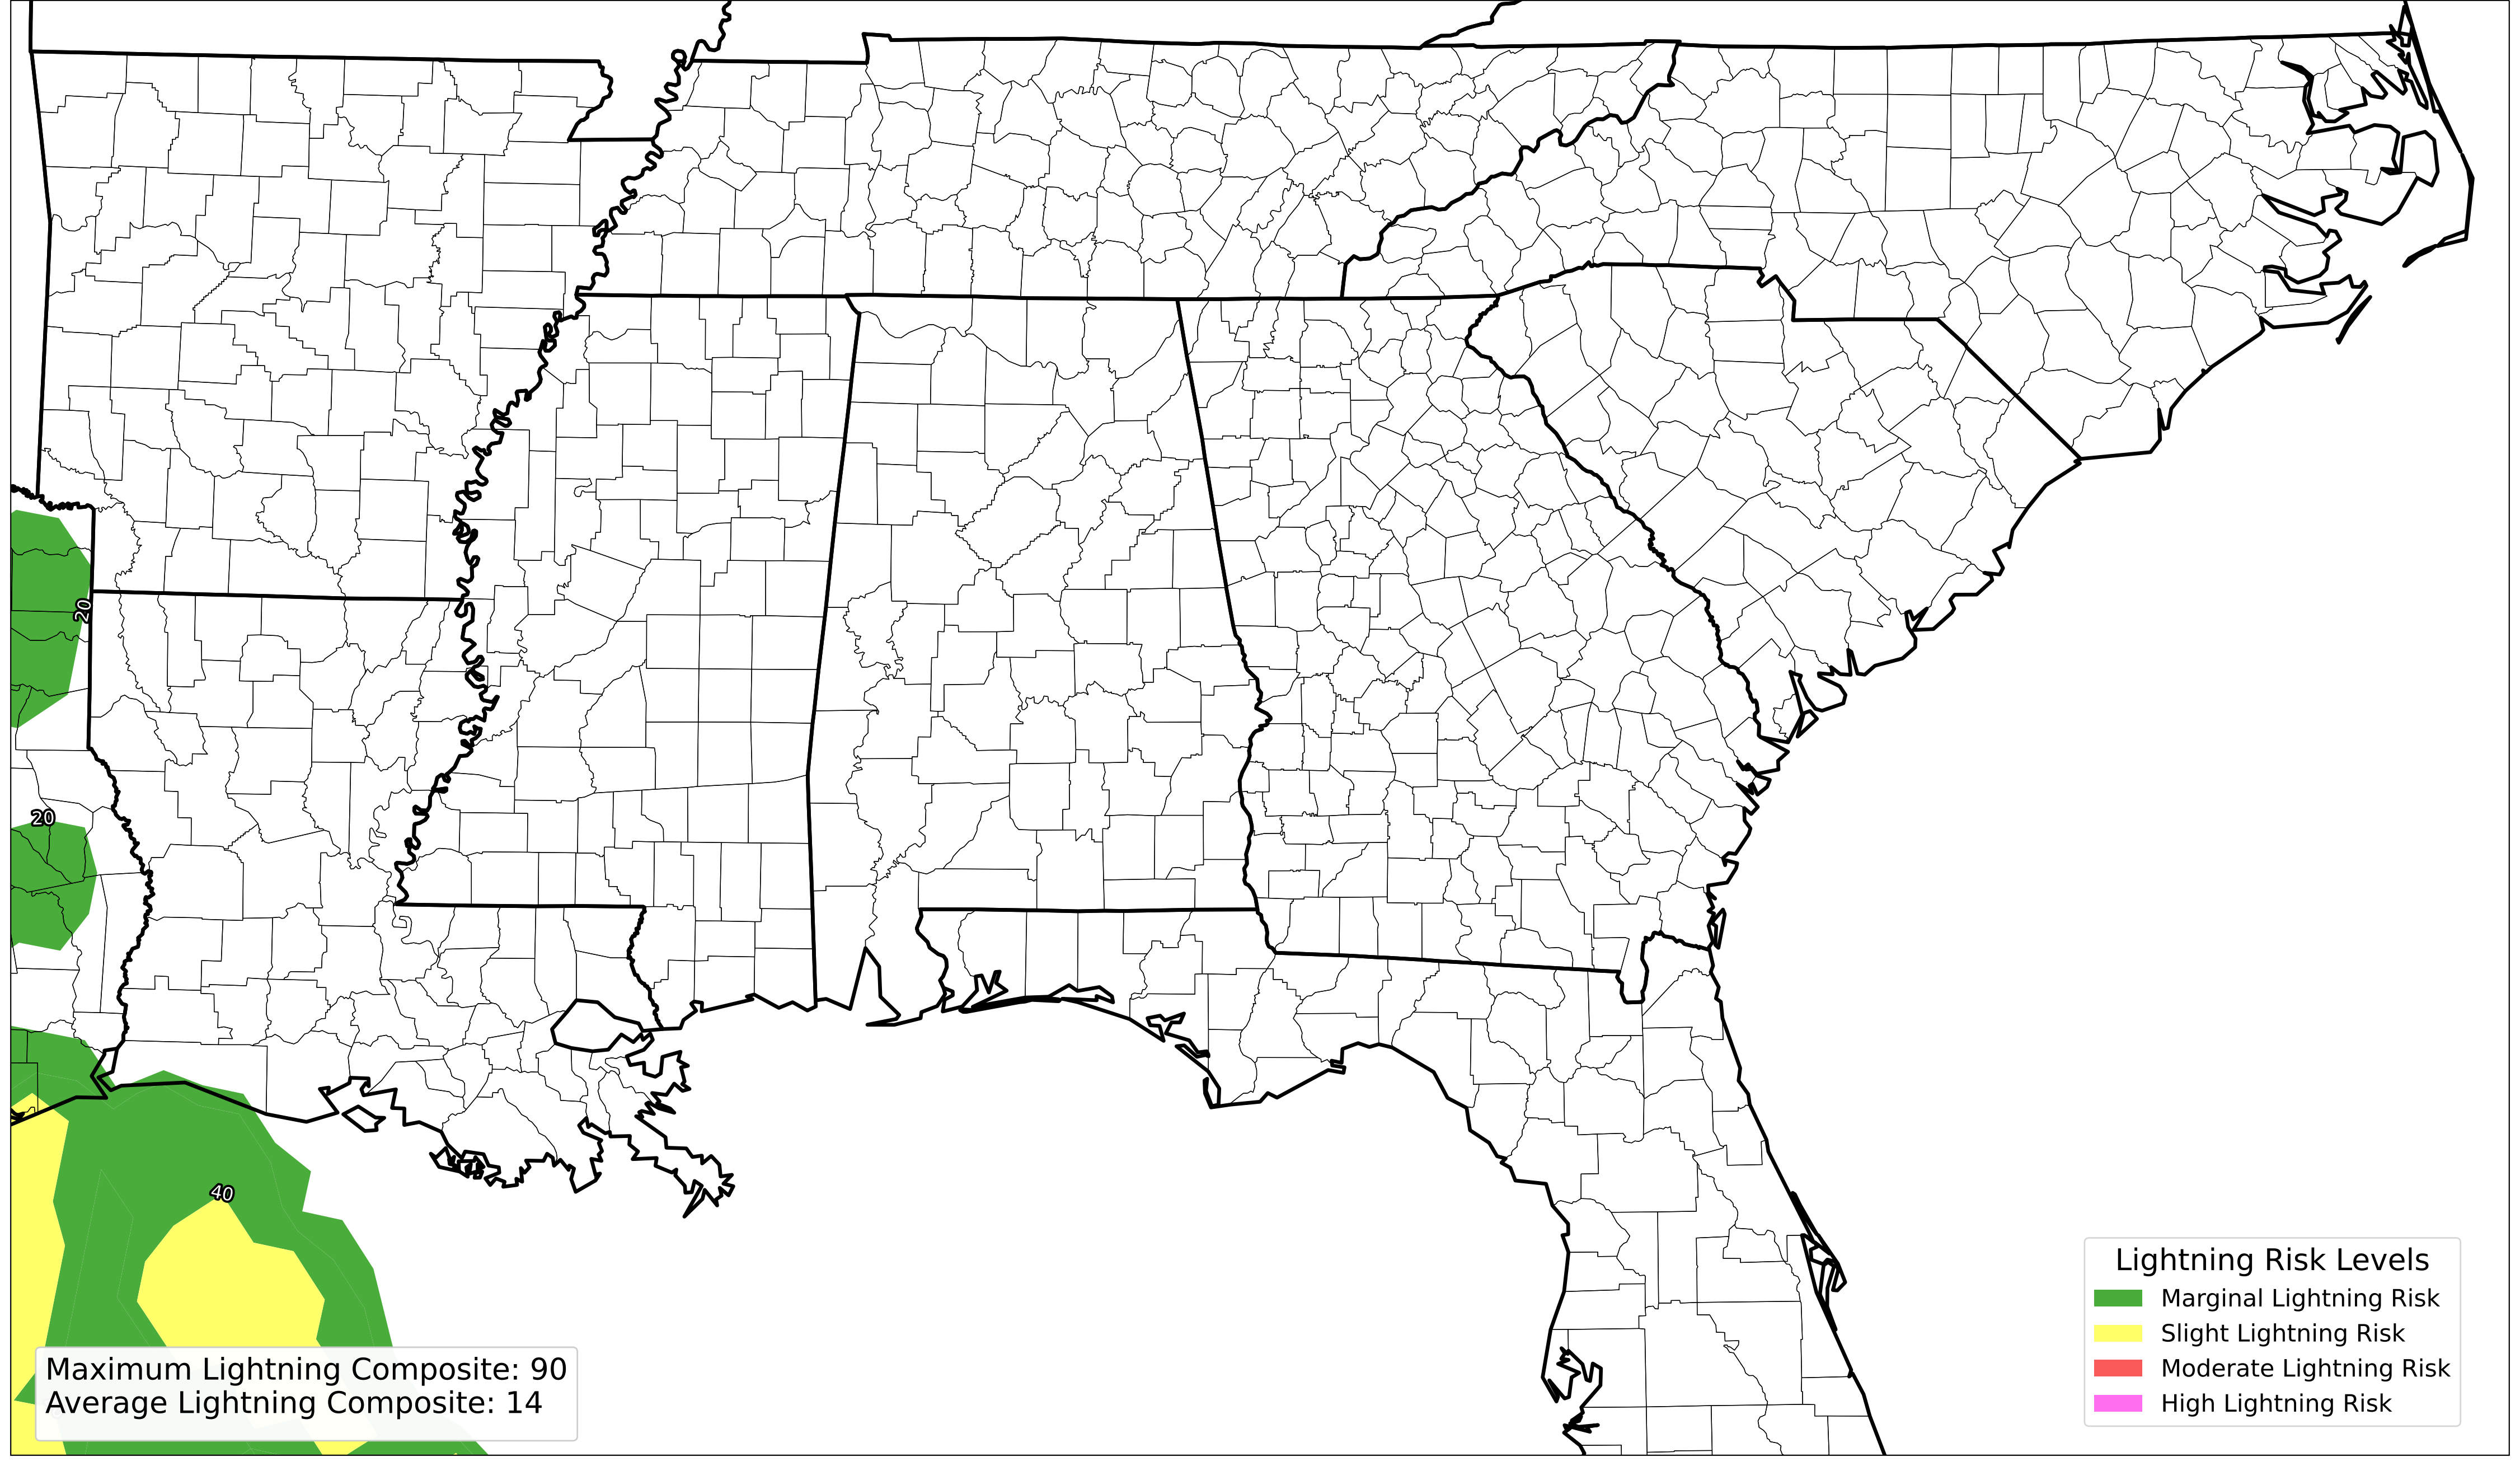 20
20
40
Lightning Risk Levels
Marginal Lightning Risk
Slight Lightning Risk
Moderate Lightning Risk
High Lightning Risk
Maximum Lightning Composite: 90
Average Lightning Composite: 14